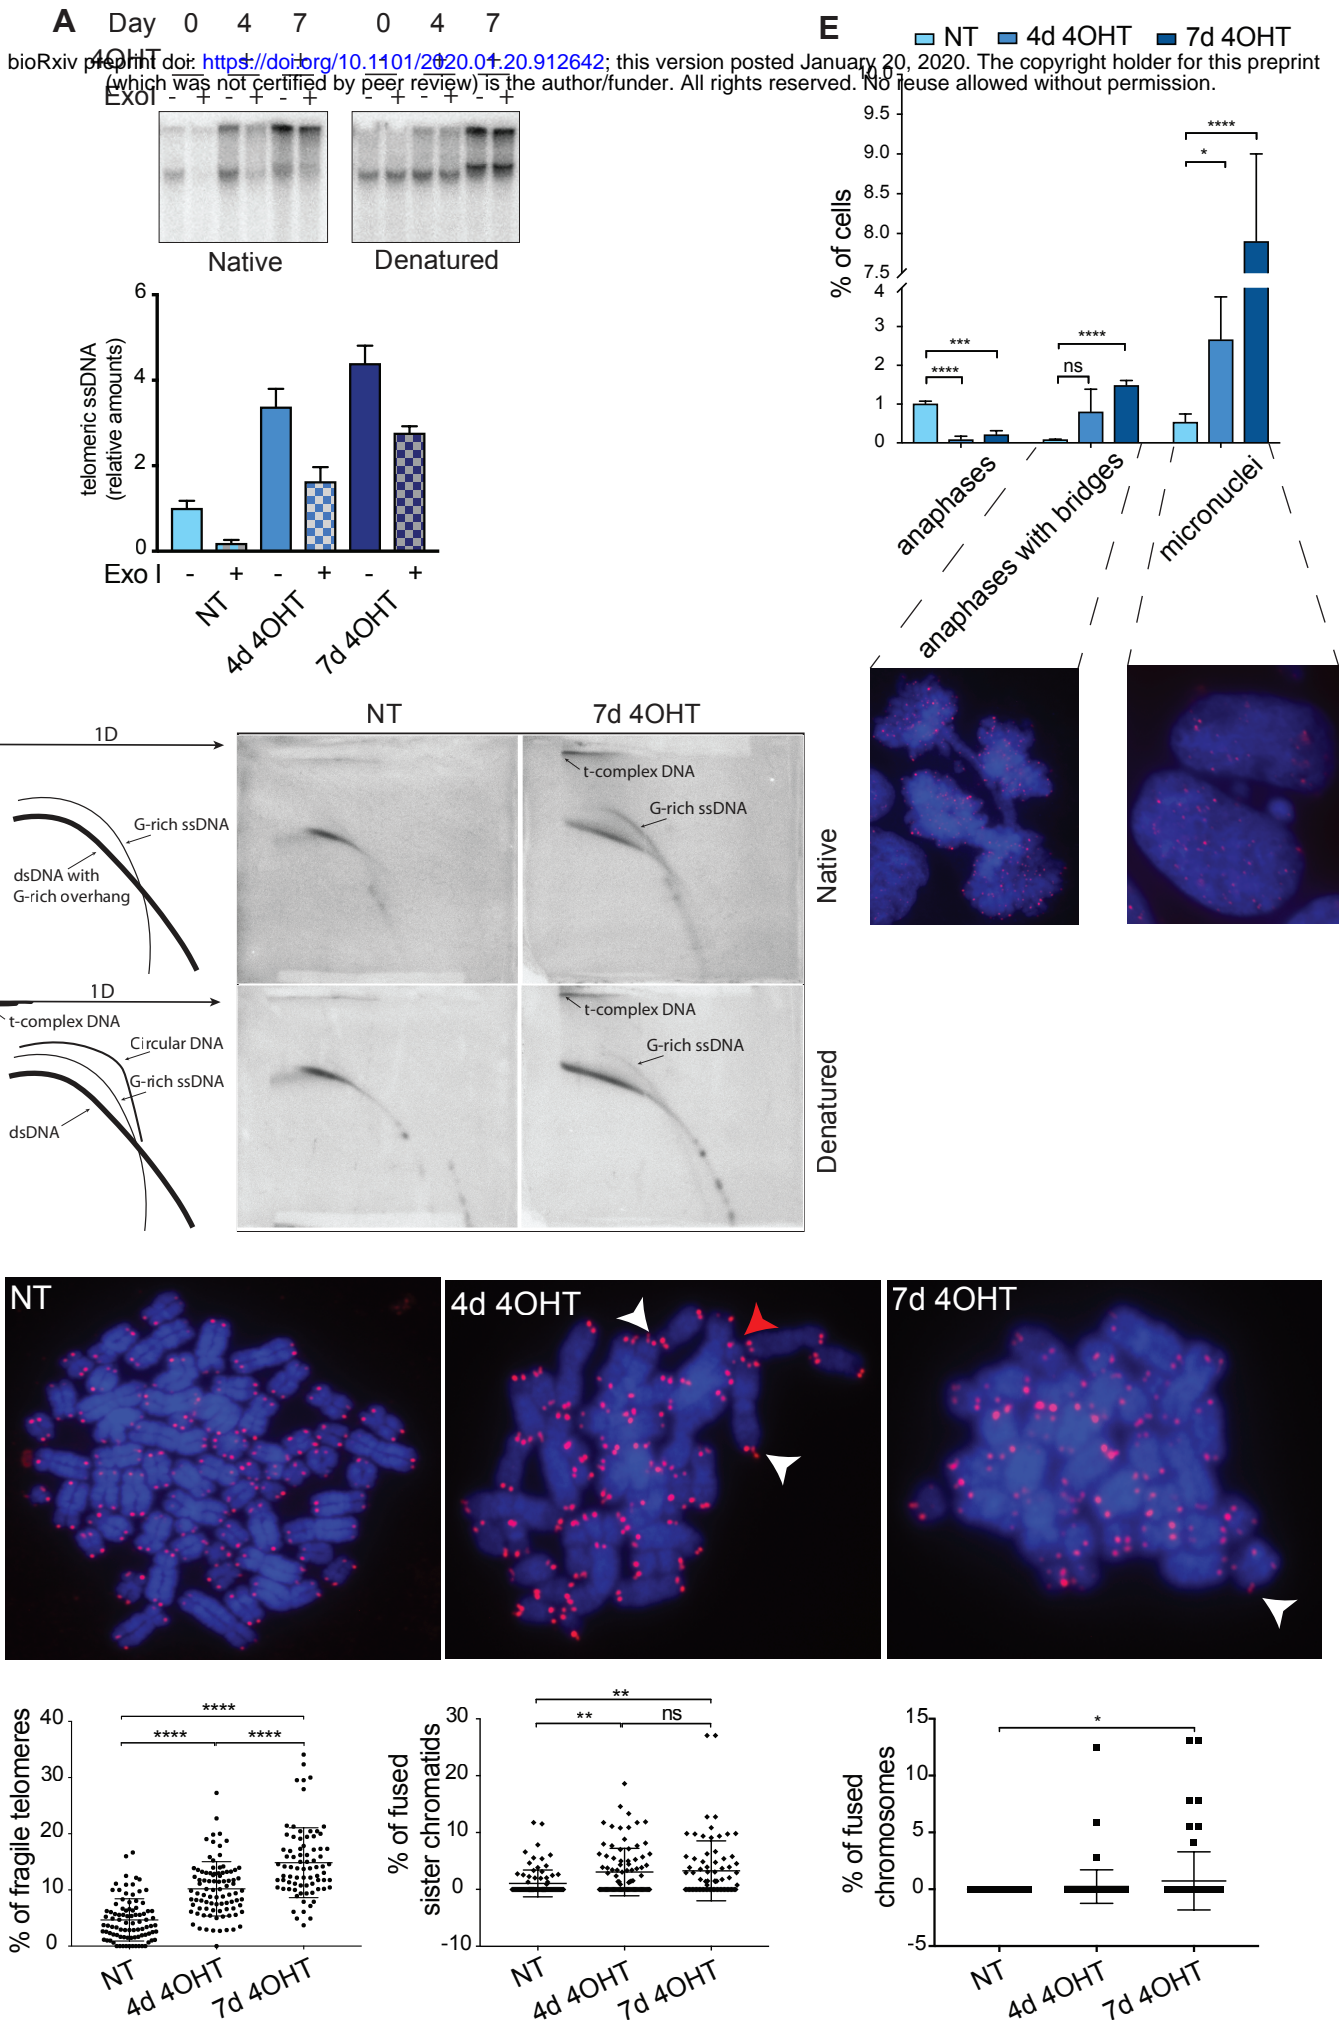 A
Day 0 4 7 0 4 7
4OHT - + + - + +
bioRxiv preprint doi: https://doi.org/10.1101/2020.01.20.912642; this version posted January 20, 2020. The copyright holder for this preprint
(which was not certified by peer review) is the author/funder. All rights reserved. No reuse allowed without permission.
ExoI - + - + - + - + - + - +
Native
Denatured
telomeric ssDNA
(relative amounts)
6
4
2
0
Exo I - + - + - +
NT
4d 4OHT
7d 4OHT
E
NT 4d 4OHT 7d 4OHT
% of cells
10.0
9.5
9.0
8.5
8.0
7.5
4
3
2
1
0
****
*
****
ns
***
****
anaphases
anaphases with bridges
micronuclei
NT
7d 4OHT
1D
G-rich ssDNA
dsDNA with
G-rich overhang
t-complex DNA
G-rich ssDNA
Native
1D
t-complex DNA
Circular DNA
G-rich ssDNA
dsDNA
t-complex DNA
G-rich ssDNA
Denatured
NT
4d 4OHT
7d 4OHT
% of fragile telomeres
40
30
20
10
0
****
**** ****
NT
4d 4OHT
7d 4OHT
% of fused
sister chromatids
30
20
10
0
-10
**
** ns
NT
4d 4OHT
7d 4OHT
% of fused
chromosomes
15
10
5
0
-5
*
NT
4d 4OHT
7d 4OHT